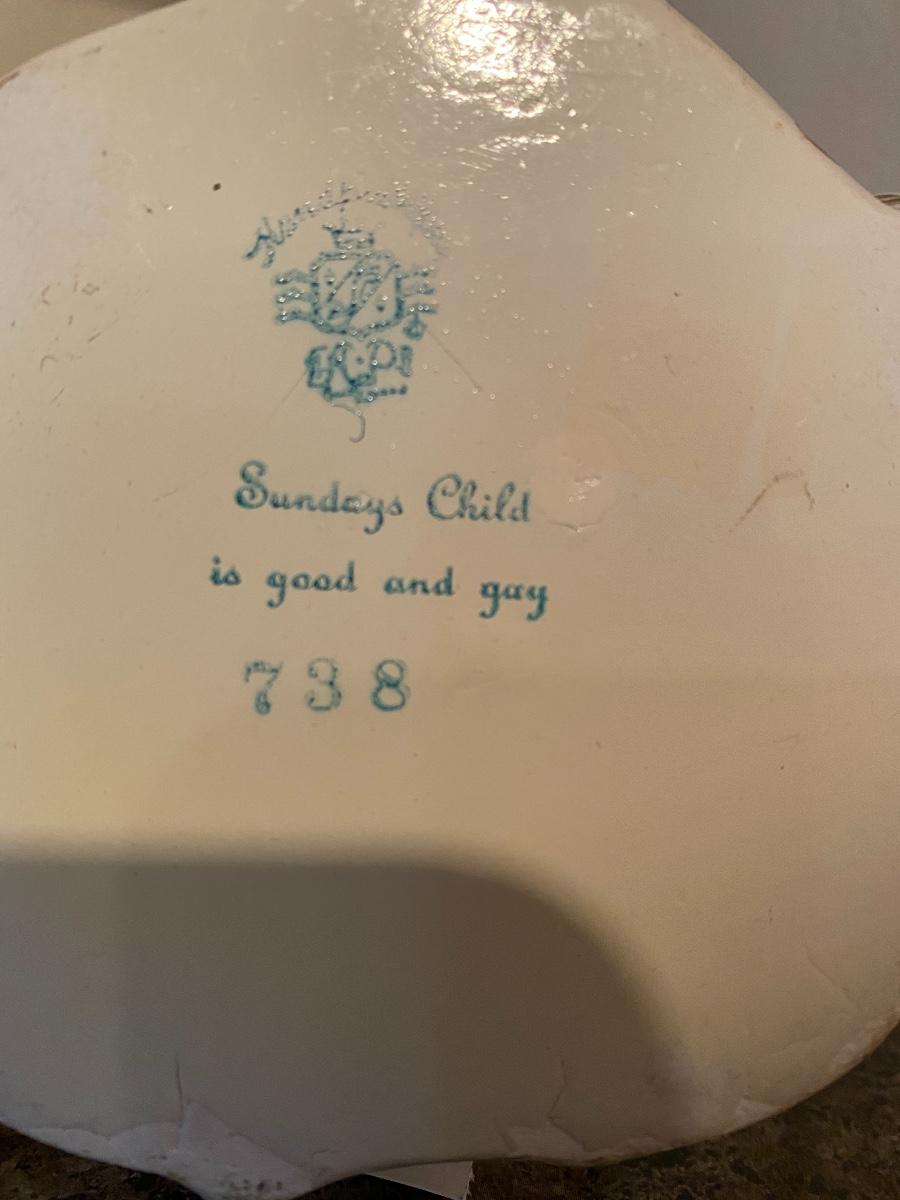 Sundays Child
is good and gay
738